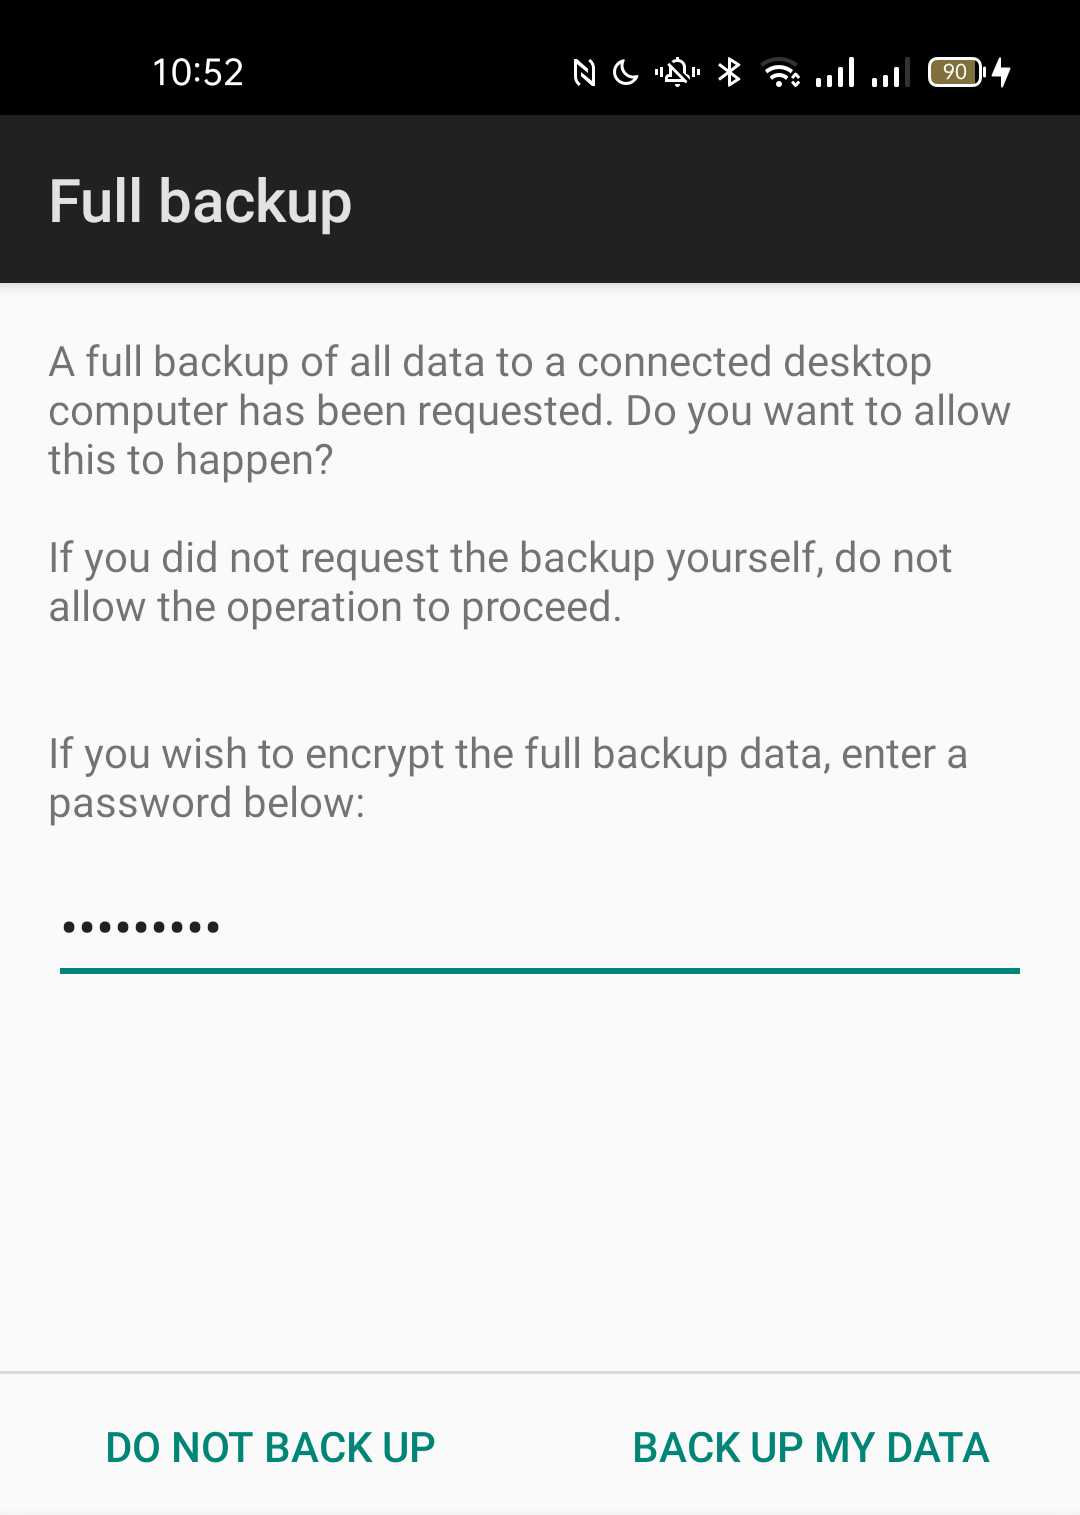 10:52
90
Full backup
A full backup of all data to a connected desktop
computer has been requested. Do you want to allow
this to happen?
If you did not request the backup yourself, do not
allow the operation to proceed.
If you wish to encrypt the full backup data, enter a
password below:
•••••••••
DO NOT BACK UP
BACK UP MY DATA